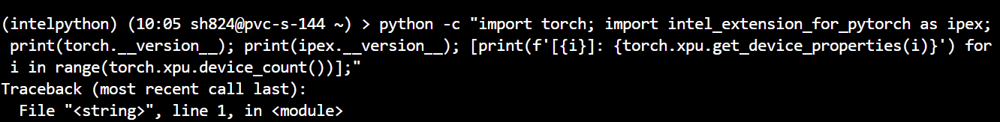 (intelpython) (10:05 sh824@pvc-s-144 ~) > python -c "import torch; import intel_extension_for_pytorch as ipex;
 print(torch.__version__); print(ipex.__version__); [print(f'[{i}]: {torch.xpu.get_device_properties(i)}') for
 i in range(torch.xpu.device_count())];"
Traceback (most recent call last):
  File "<string>", line 1, in <module>